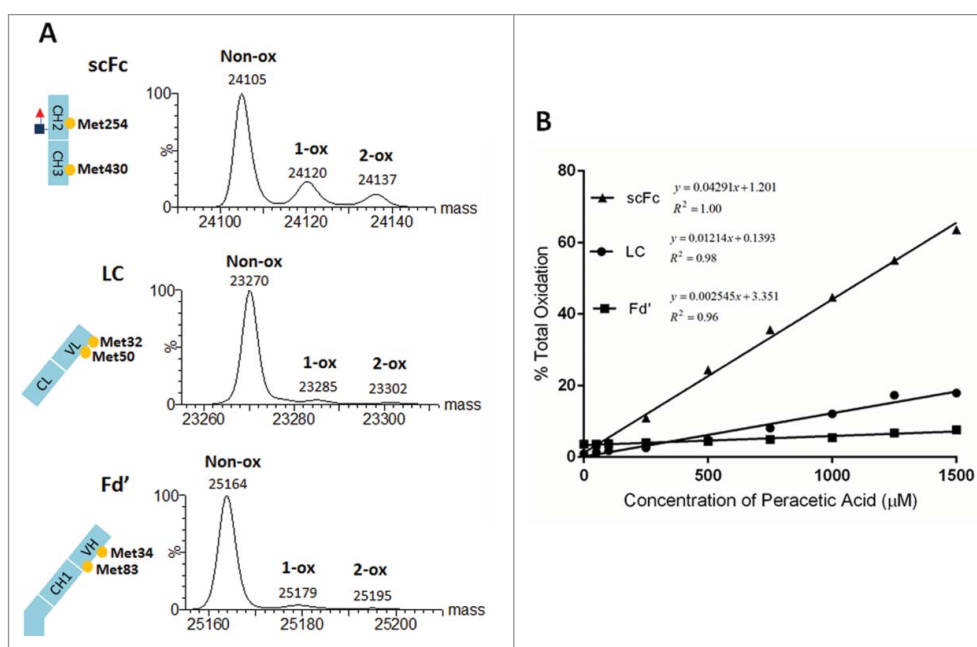 A
scFc
CH2
CH3
Met254
Met430
Non-ox
24105
1-ox
24120
2-ox
24137
100
%
0
24100 24120 24140
mass
LC
VL
CL
Met32
Met50
Non-ox
23270
1-ox
23285
2-ox
23302
100
%
0
23260 23280 23300
mass
Fd’
VH
CH1
Met34
Met83
Non-ox
25164
1-ox
25179
2-ox
25195
100
%
0
25160 25180 25200
mass
B
80
60
40
20
0
% Total Oxidation
scFc
y = 0.04291x + 1.201
R² = 1.00
LC
y = 0.01214x + 0.1393
R² = 0.98
Fd'
y = 0.002545x + 3.351
R² = 0.96
0 500 1000 1500
Concentration of Peracetic Acid (µM)